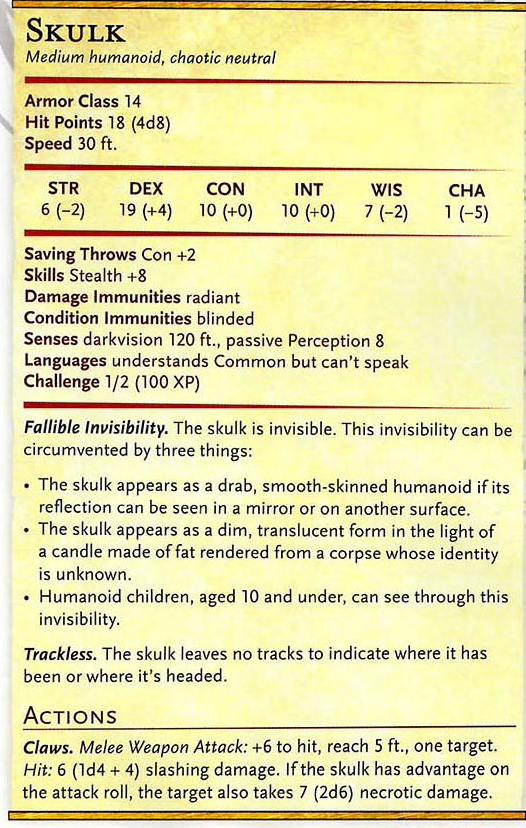 SKULK
Medium humanoid, chaotic neutral
Armor Class 14
Hit Points 18 (4d8)
Speed 30 ft.
STR DEX CON INT WIS CHA
6 (–2) 19 (+4) 10 (+0) 10 (+0) 7 (–2) 1 (–5)
Saving Throws Con +2
Skills Stealth +8
Damage Immunities radiant
Condition Immunities blinded
Senses darkvision 120 ft., passive Perception 8
Languages understands Common but can't speak
Challenge 1/2 (100 XP)
Fallible Invisibility. The skulk is invisible. This invisibility can be
circumvented by three things:
• The skulk appears as a drab, smooth-skinned humanoid if its
reflection can be seen in a mirror or on another surface.
• The skulk appears as a dim, translucent form in the light of
a candle made of fat rendered from a corpse whose identity
is unknown.
• Humanoid children, aged 10 and under, can see through this
invisibility.
Trackless. The skulk leaves no tracks to indicate where it has
been or where it's headed.
ACTIONS
Claws. Melee Weapon Attack: +6 to hit, reach 5 ft., one target.
Hit: 6 (1d4 + 4) slashing damage. If the skulk has advantage on
the attack roll, the target also takes 7 (2d6) necrotic damage.